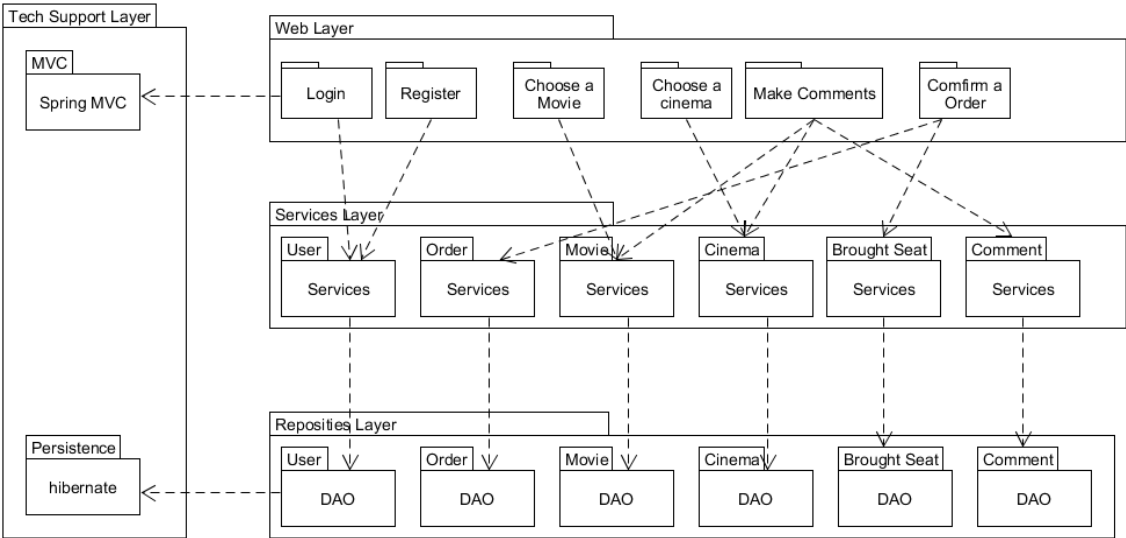 Tech Support Layer
MVC
Spring MVC
Persistence
hibernate
Web Layer
Login
Register
Choose a
Movie
Choose a
cinema
Make Comments
Comfirm a
Order
Services Layer
User
Services
Order
Services
Movie
Services
Cinema
Services
Brought Seat
Services
Comment
Services
Reposities Layer
User
DAO
Order
DAO
Movie
DAO
Cinema
DAO
Brought Seat
DAO
Comment
DAO